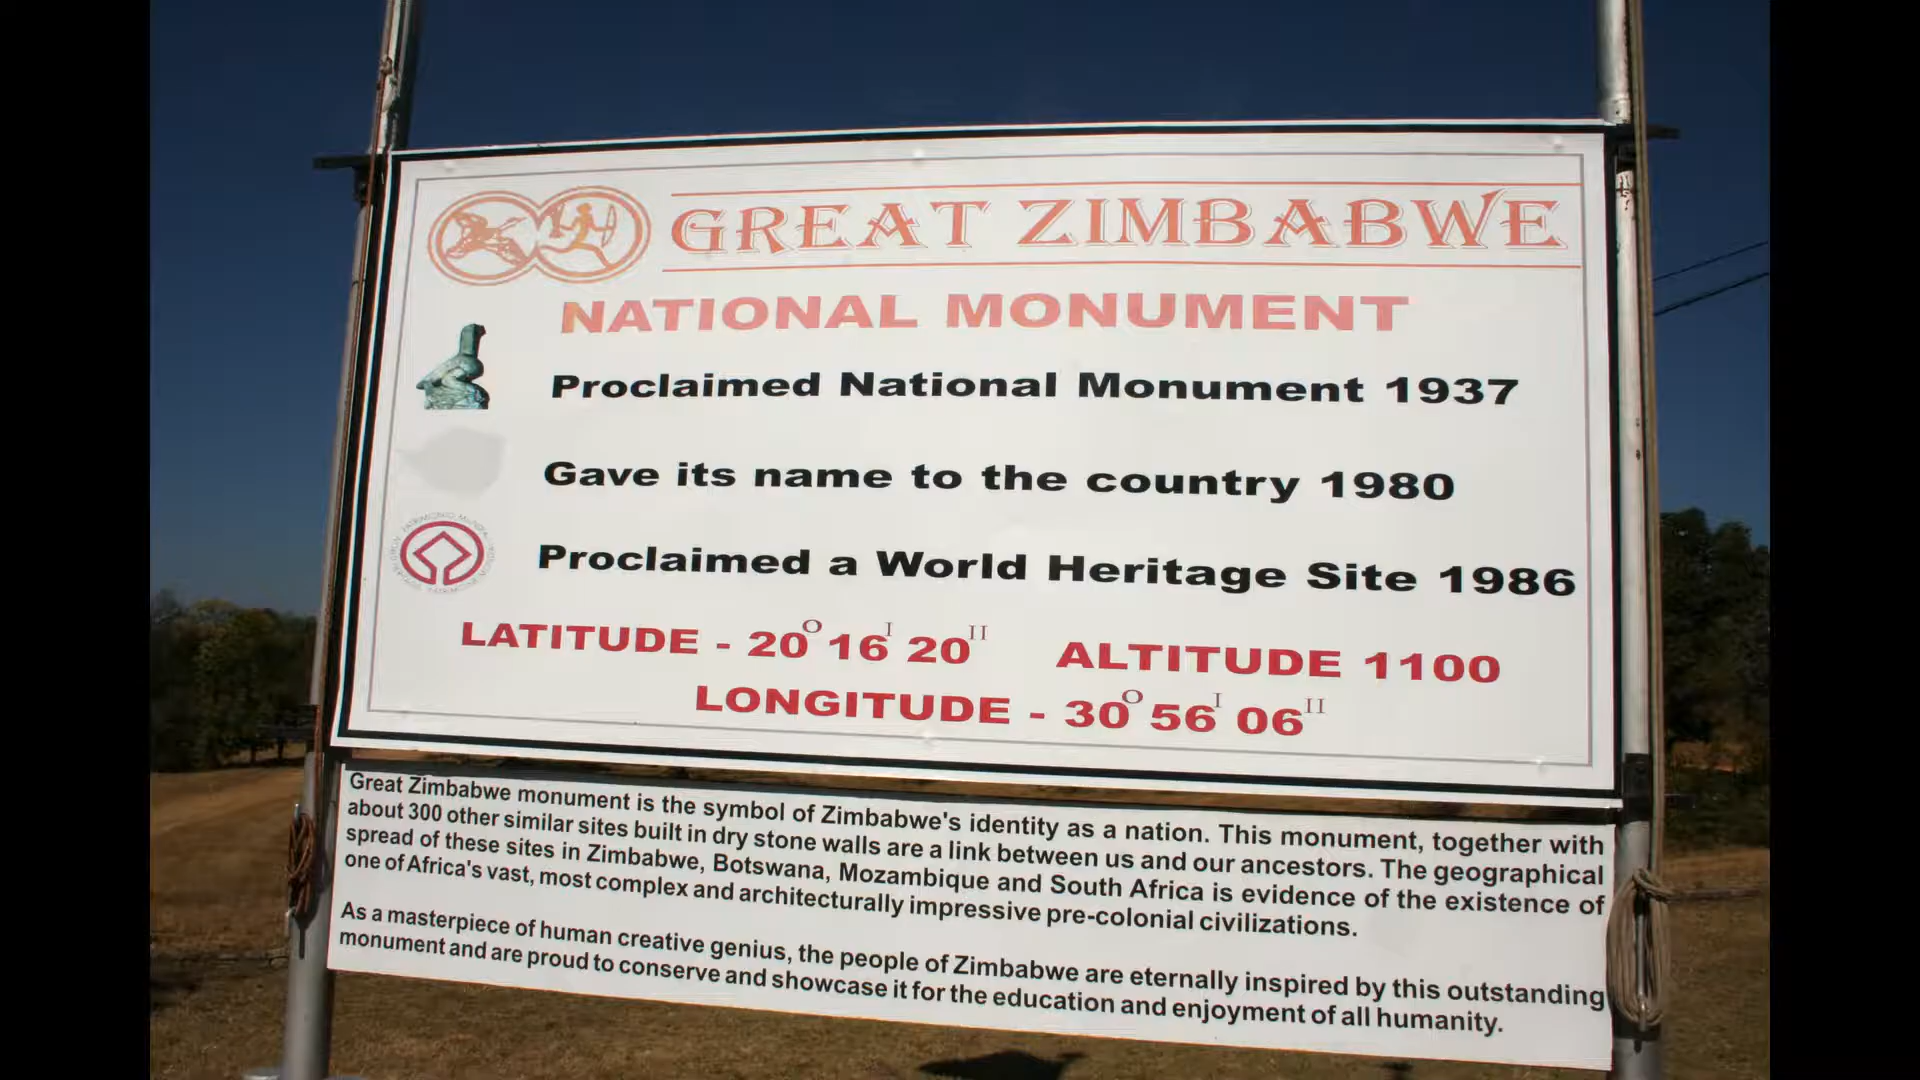 GREAT ZIMBABWE
NATIONAL MONUMENT
Proclaimed National Monument 1937
Gave its name to the country 1980
Proclaimed a World Heritage Site 1986
LATITUDE - 20° 16' 20" ALTITUDE 1100
LONGITUDE - 30° 56' 06"
Great Zimbabwe monument is the symbol of Zimbabwe's identity as a nation. This monument, together with
about 300 other similar sites built in dry stone walls are a link between us and our ancestors. The geographical
spread of these sites in Zimbabwe, Botswana, Mozambique and South Africa is evidence of the existence of
one of Africa's vast, most complex and architecturally impressive pre-colonial civilizations.
As a masterpiece of human creative genius, the people of Zimbabwe are eternally inspired by this outstanding
monument and are proud to conserve and showcase it for the education and enjoyment of all humanity.